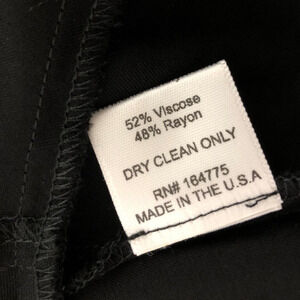 52% Viscose
48% Rayon
DRY CLEAN ONLY
RN# 164775
MADE IN THE U.S.A